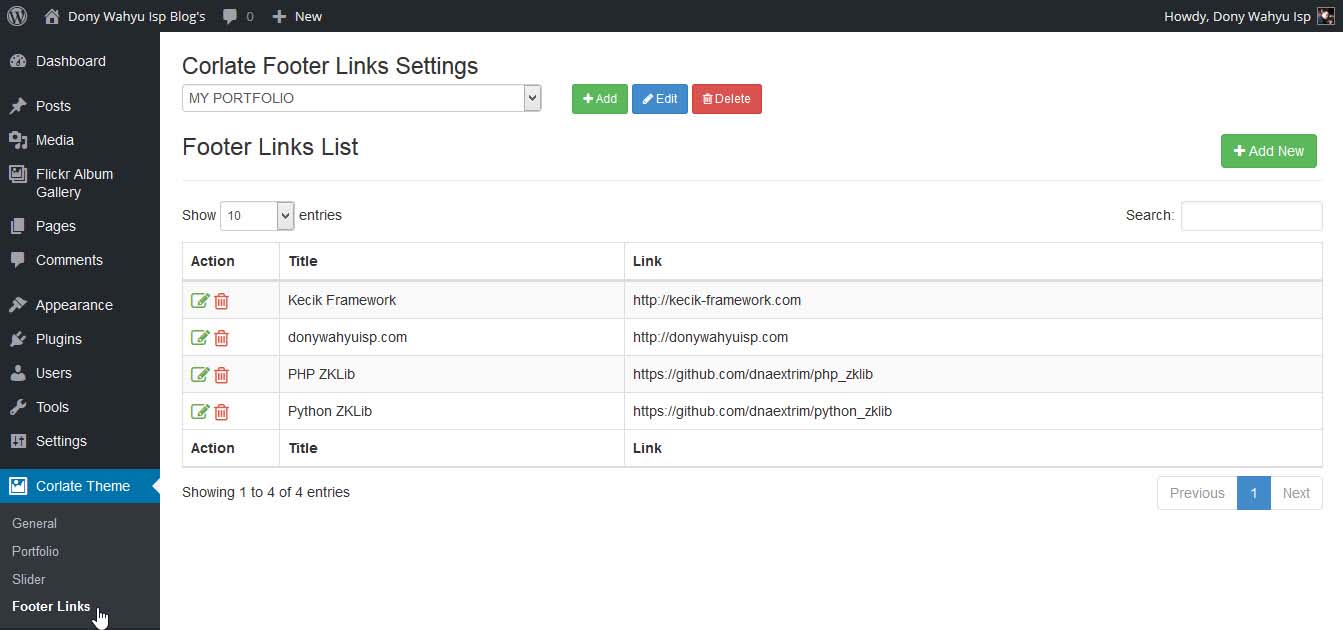 Dony Wahyu Isp Blog's 0 New Howdy, Dony Wahyu Isp
Dashboard
Posts
Media
Flickr Album
Gallery
Pages
Comments
Appearance
Plugins
Users
Tools
Settings
Corlate Theme
General
Portfolio
Slider
Footer Links
Corlate Footer Links Settings
MY PORTFOLIO Add Edit Delete
Footer Links List Add New
Show 10 entries Search:
Action Title Link
Kecik Framework http://kecik-framework.com
donywahyuisp.com http://donywahyuisp.com
PHP ZKLib https://github.com/dnaextrim/php_zklib
Python ZKLib https://github.com/dnaextrim/python_zklib
Action Title Link
Showing 1 to 4 of 4 entries Previous 1 Next